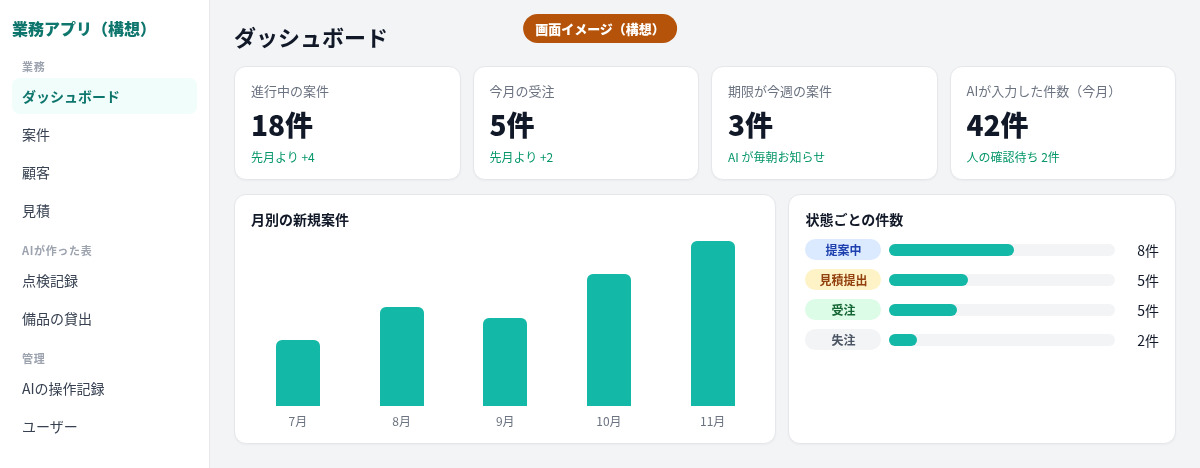 業務アプリ（構想）
業務
ダッシュボード
案件
顧客
見積
AIが作った表
点検記録
備品の貸出
管理
AIの操作記録
ユーザー
ダッシュボード
画面イメージ（構想）
進行中の案件
18件
先月より +4
今月の受注
5件
先月より +2
期限が今週の案件
3件
AI が毎朝お知らせ
AIが入力した件数（今月）
42件
人の確認待ち 2件
月別の新規案件
7月
8月
9月
10月
11月
状態ごとの件数
提案中 8件
見積提出 5件
受注 5件
失注 2件